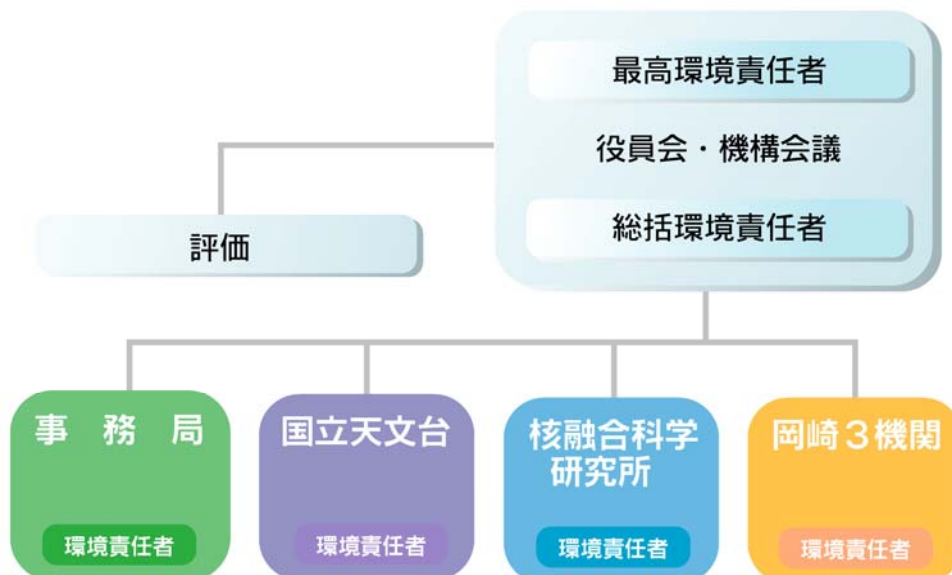 最高環境責任者
役員会・機構会議
総括環境責任者
評価
事　務　局
環境責任者
国立天文台
環境責任者
核融合科学
研究所
環境責任者
岡崎３機関
環境責任者